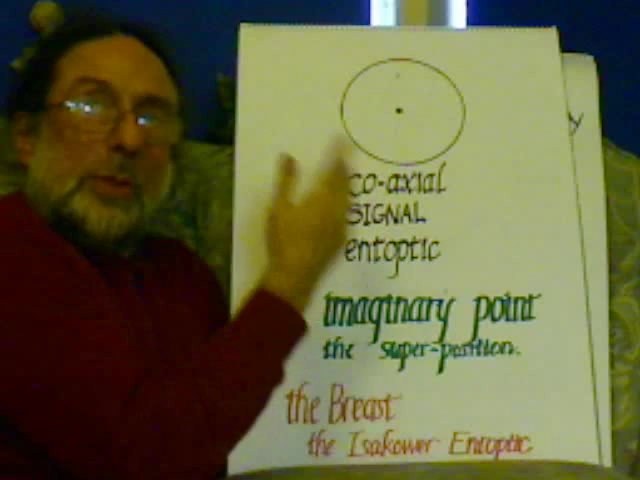 co-axial
SIGNAL
entoptic
imaginary point
the super-position.
the Breast
the Isakower Entoptic
y